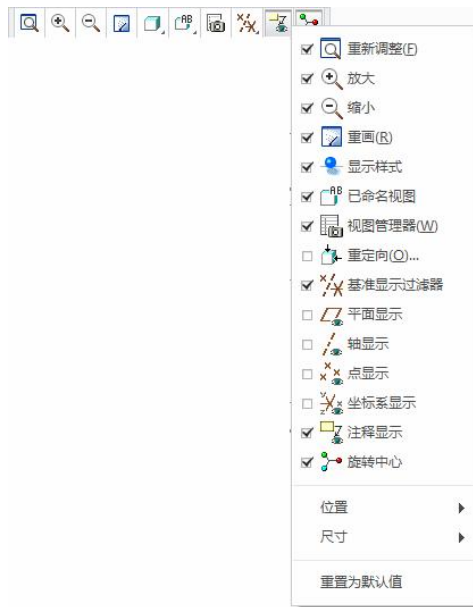 重新调整(F)
放大
缩小
重画(R)
显示样式
已命名视图
视图管理器(W)
重定向(O)...
基准显示过滤器
平面显示
轴显示
点显示
坐标系显示
注释显示
旋转中心
位置
尺寸
重置为默认值